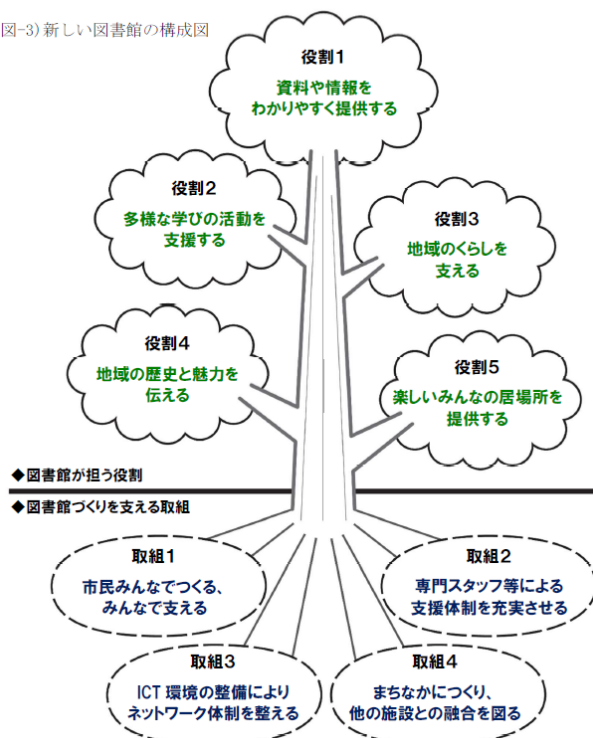 図-3)新しい図書館の構成図
役割1
資料や情報を
わかりやすく提供する
役割2
多様な学びの活動を
支援する
役割3
地域のくらしを
支える
役割4
地域の歴史と魅力を
伝える
役割5
楽しいみんなの居場所を
提供する
◆図書館が担う役割
◆図書館づくりを支える取組
取組1
市民みんなでつくる、
みんなで支える
取組2
専門スタッフ等による
支援体制を充実させる
取組3
ICT 環境の整備により
ネットワーク体制を整える
取組4
まちなかにつくり、
他の施設との融合を図る